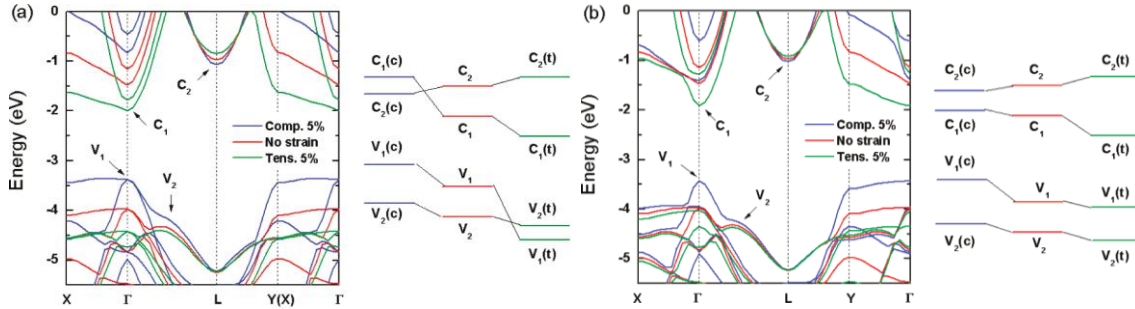 (a)
Energy (eV)
0
-1
-2
-3
-4
-5
C2
C1
V1
V2
Comp. 5%
No strain
Tens. 5%
X Γ L Y(X) Γ
C1(c)
C2
C2(t)
C2(c)
C1
C1(t)
V1(c)
V1
V2(t)
V2(c)
V2
V1(t)
(b)
Energy (eV)
0
-1
-2
-3
-4
-5
C2
C1
V1
V2
Comp. 5%
No strain
Tens. 5%
X Γ L Y Γ
C2(c)
C2
C2(t)
C1(c)
C1
C1(t)
V1(c)
V1
V1(t)
V2(c)
V2
V2(t)